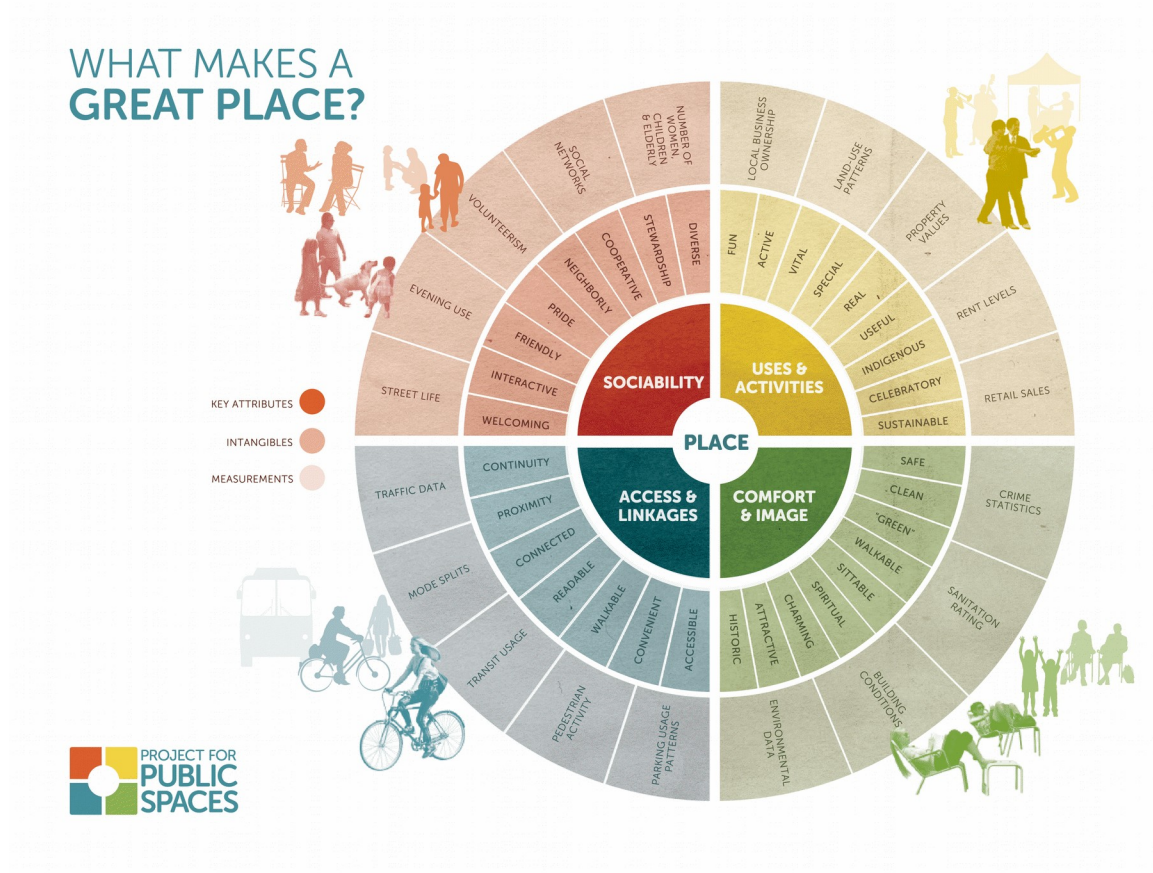 WHAT MAKES A
GREAT PLACE?
KEY ATTRIBUTES
INTANGIBLES
MEASUREMENTS
PLACE
SOCIABILITY
USES &
ACTIVITIES
ACCESS &
LINKAGES
COMFORT
& IMAGE
WELCOMING
INTERACTIVE
FRIENDLY
PRIDE
NEIGHBORLY
COOPERATIVE
STEWARDSHIP
DIVERSE
FUN
ACTIVE
VITAL
SPECIAL
REAL
USEFUL
INDIGENOUS
CELEBRATORY
SUSTAINABLE
SAFE
CLEAN
"GREEN"
WALKABLE
SITTABLE
SPIRITUAL
CHARMING
ATTRACTIVE
HISTORIC
ACCESSIBLE
CONVENIENT
WALKABLE
READABLE
CONNECTED
PROXIMITY
CONTINUITY
STREET LIFE
EVENING USE
VOLUNTEERISM
SOCIAL
NETWORKS
NUMBER OF
WOMEN,
CHILDREN
& ELDERLY
LOCAL BUSINESS
OWNERSHIP
LAND-USE
PATTERNS
PROPERTY
VALUES
RENT LEVELS
RETAIL SALES
CRIME
STATISTICS
SANITATION
RATING
BUILDING
CONDITIONS
ENVIRONMENTAL
DATA
PARKING USAGE
PATTERNS
PEDESTRIAN
ACTIVITY
TRANSIT USAGE
MODE SPLITS
TRAFFIC DATA
PROJECT FOR
PUBLIC
SPACES